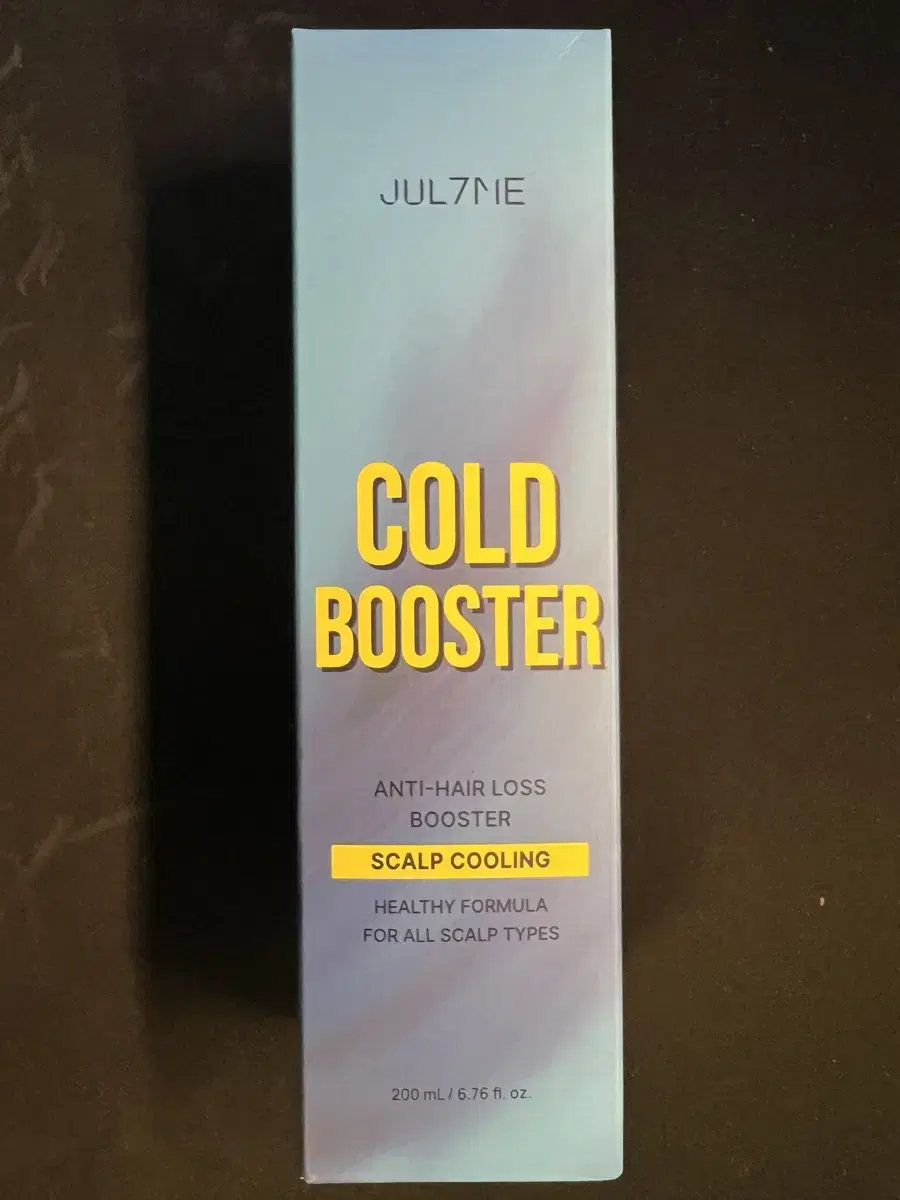 JUL7ME
COLD
BOOSTER
ANTI-HAIR LOSS
BOOSTER
SCALP COOLING
HEALTHY FORMULA
FOR ALL SCALP TYPES
200 mL / 6.76 fl. oz.